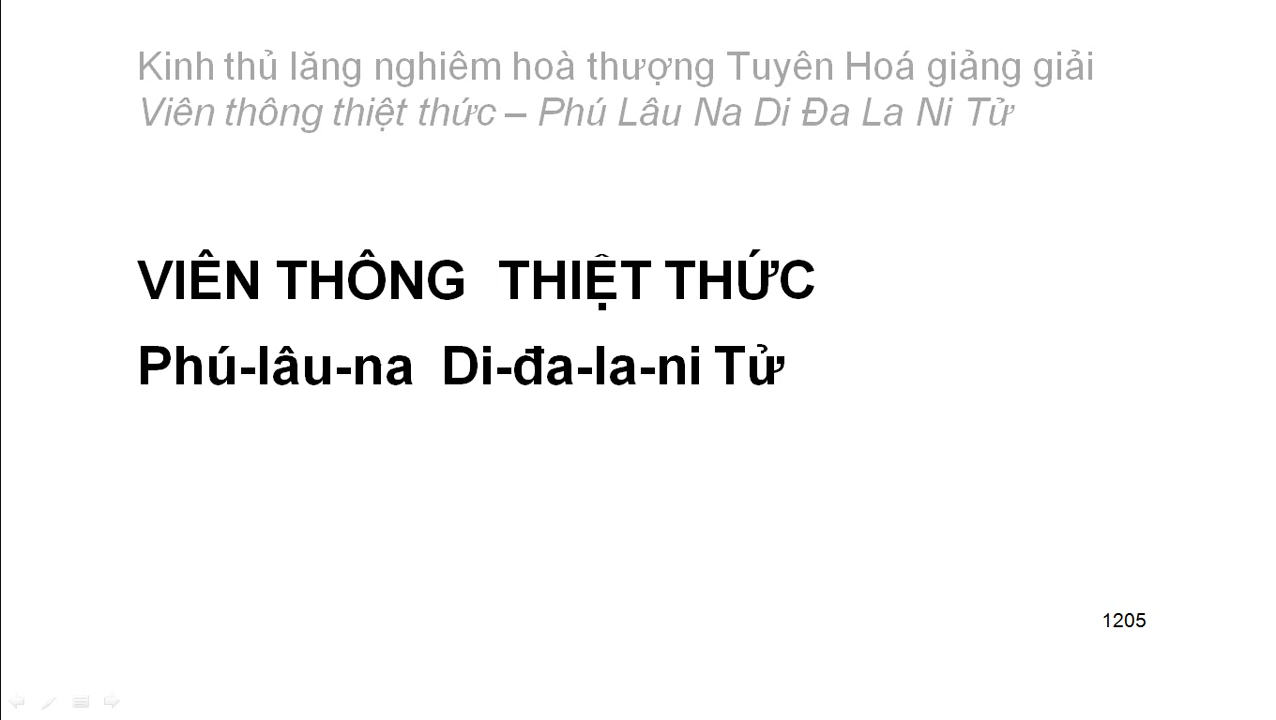 Kinh thủ lăng nghiêm hoà thượng Tuyên Hoá giảng giải
Viên thông thiệt thức – Phú Lâu Na Di Đa La Ni Tử
VIÊN THÔNG THIỆT THỨC
Phú-lâu-na Di-đa-la-ni Tử
1205